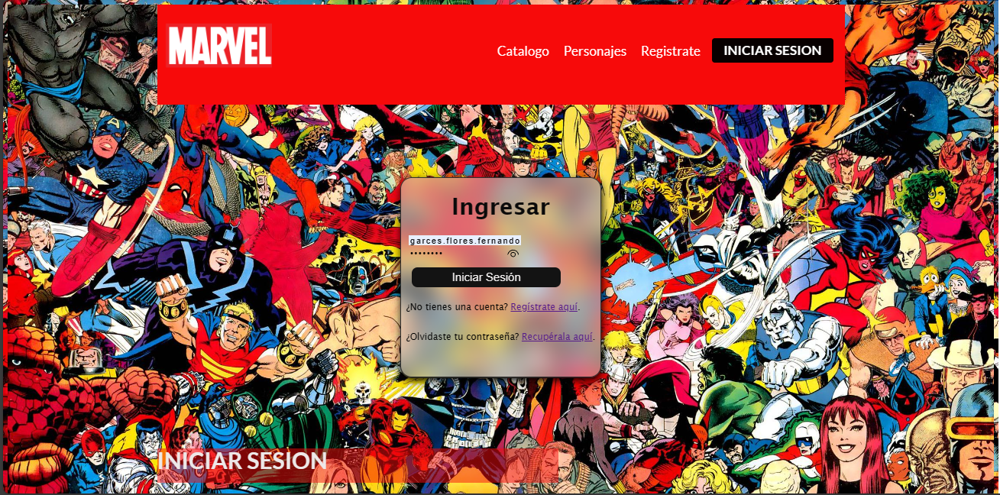 MARVEL
Catalogo Personajes Registrate INICIAR SESION
Ingresar
garces.flores.fernando
••••••••
Iniciar Sesión
¿No tienes una cuenta? Regístrate aquí.
¿Olvidaste tu contraseña? Recupérala aquí.
INICIAR SESION